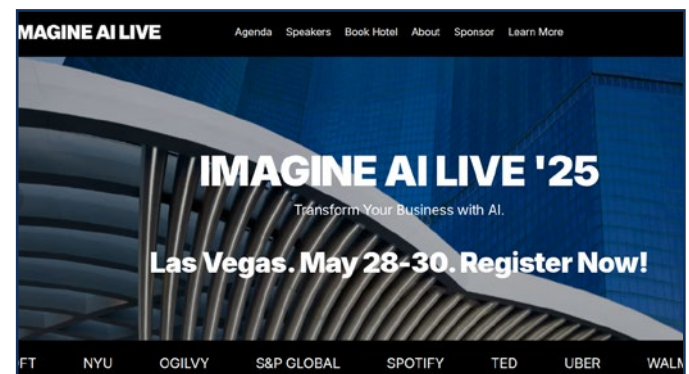 MAGINE AI LIVE Agenda Speakers Book Hotel About Sponsor Learn More
IMAGINE AI LIVE '25
Transform Your Business with AI.
Las Vegas. May 28-30. Register Now!
FT NYU OGILVY S&P GLOBAL SPOTIFY TED UBER WALM